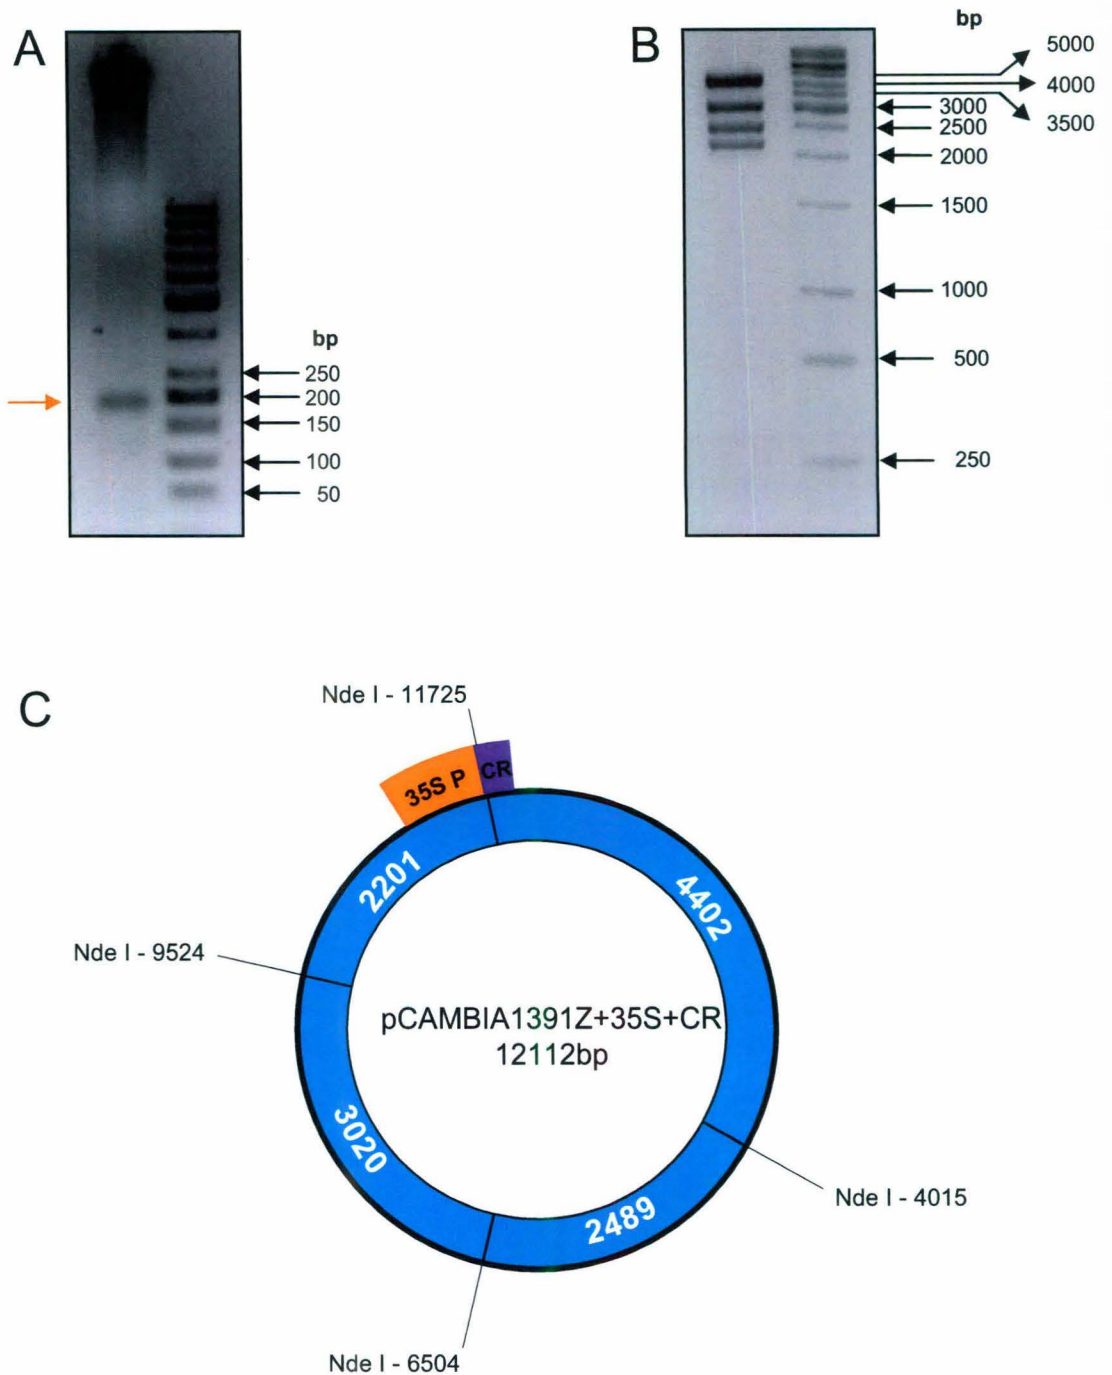 A
bp
250
200
150
100
50
B
bp
5000
4000
3500
3000
2500
2000
1500
1000
500
250
C
Nde I - 11725
35S P
CR
2201
4402
Nde I - 9524
pCAMBIA1391Z+35S+CR
12112bp
3020
2489
Nde I - 4015
Nde I - 6504